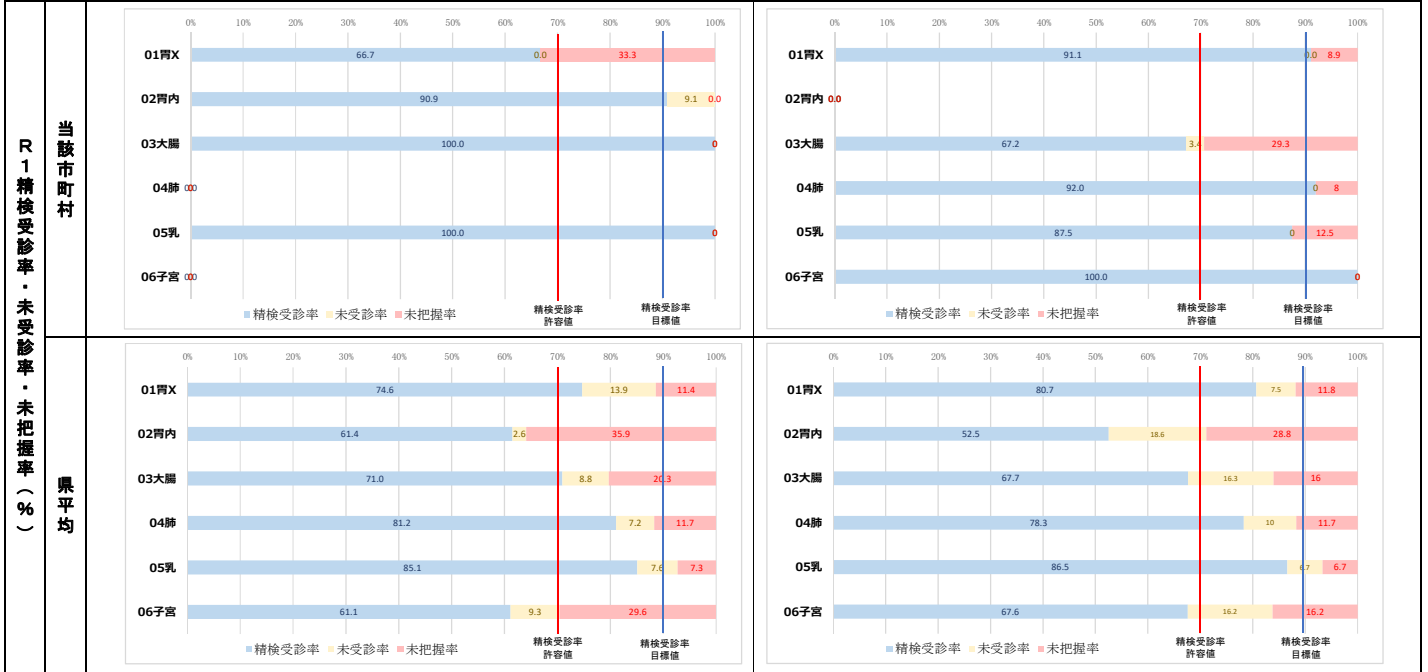 R1精検受診率・未受診率・未把握率（%）
当該市町村
0% 10% 20% 30% 40% 50% 60% 70% 80% 90% 100%
01胃X 66.7 0.0 33.3
02胃内 90.9 9.1 0.0
03大腸 100.0 0
04肺 0.0
05乳 100.0 0
06子宮 0.0
精検受診率 未受診率 未把握率
精検受診率
許容値
精検受診率
目標値
0% 10% 20% 30% 40% 50% 60% 70% 80% 90% 100%
01胃X 91.1 0.0 8.9
02胃内 0.0
03大腸 67.2 3.4 29.3
04肺 92.0 0 8
05乳 87.5 0 12.5
06子宮 100.0 0
精検受診率 未受診率 未把握率
精検受診率
許容値
精検受診率
目標値
県平均
0% 10% 20% 30% 40% 50% 60% 70% 80% 90% 100%
01胃X 74.6 13.9 11.4
02胃内 61.4 2.6 35.9
03大腸 71.0 8.8 20.3
04肺 81.2 7.2 11.7
05乳 85.1 7.6 7.3
06子宮 61.1 9.3 29.6
精検受診率 未受診率 未把握率
精検受診率
許容値
精検受診率
目標値
0% 10% 20% 30% 40% 50% 60% 70% 80% 90% 100%
01胃X 80.7 7.5 11.8
02胃内 52.5 18.6 28.8
03大腸 67.7 16.3 16
04肺 78.3 10 11.7
05乳 86.5 6.7 6.7
06子宮 67.6 16.2 16.2
精検受診率 未受診率 未把握率
精検受診率
許容値
精検受診率
目標値